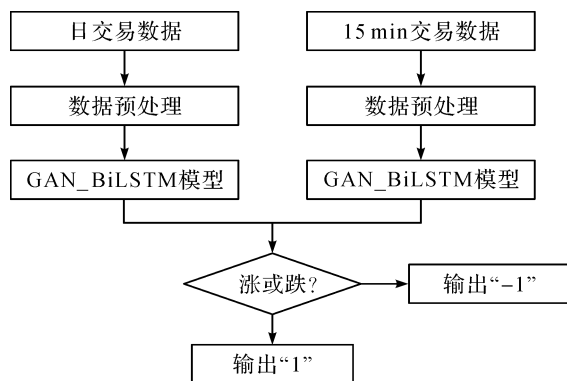 日交易数据
15 min交易数据
数据预处理
数据预处理
GAN_BiLSTM模型
GAN_BiLSTM模型
涨或跌?
输出“-1”
输出“1”